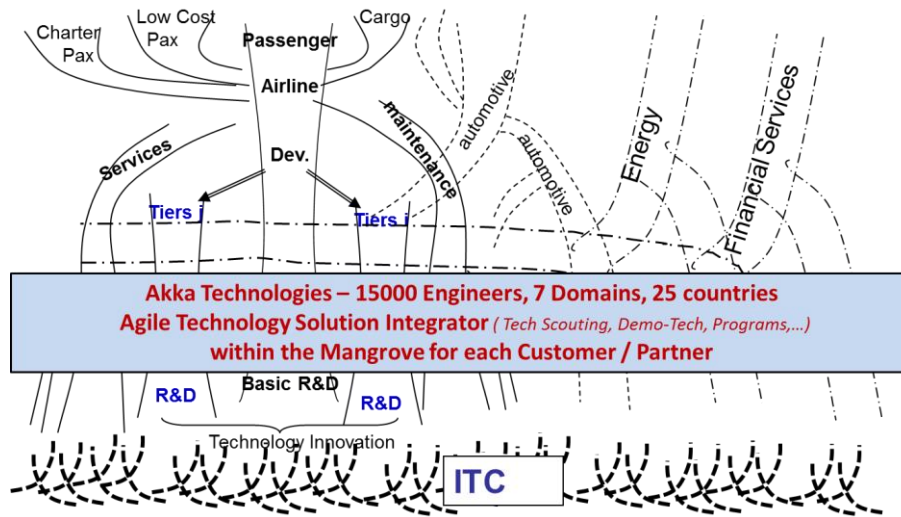 Low Cost
Pax
Cargo
Charter
Pax
Passenger
Airline
Services
Dev.
maintenance
automotive
automotive
Energy
Financial Services
Tiers i
Tiers i
Akka Technologies – 15000 Engineers, 7 Domains, 25 countries
Agile Technology Solution Integrator ( Tech Scouting, Demo-Tech, Programs,...)
within the Mangrove for each Customer / Partner
Basic R&D
R&D
R&D
Technology Innovation
ITC